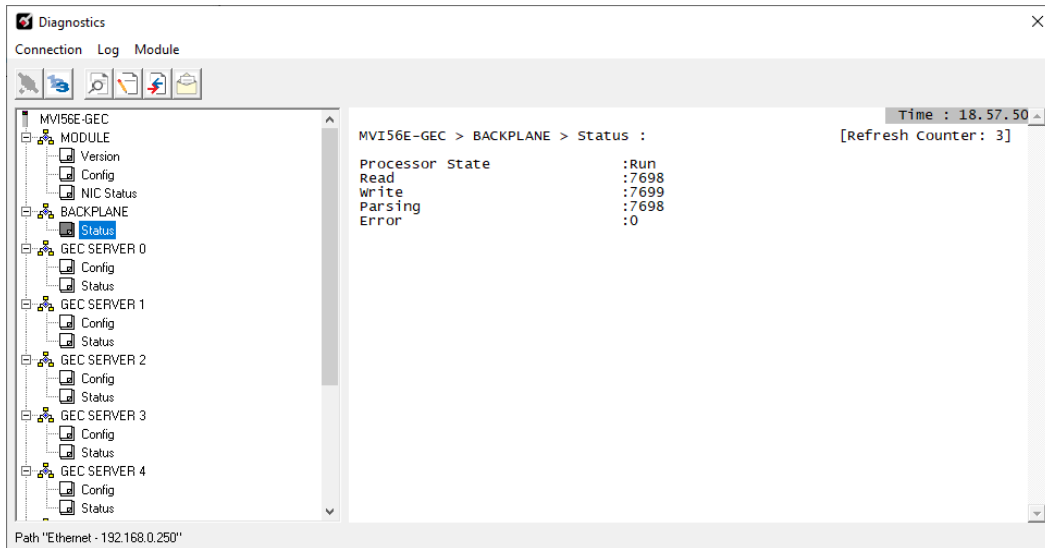 Diagnostics
Connection Log Module
MVI56E-GEC
MODULE
Version
Config
NIC Status
BACKPLANE
Status
GEC SERVER 0
Config
Status
GEC SERVER 1
Config
Status
GEC SERVER 2
Config
Status
GEC SERVER 3
Config
Status
GEC SERVER 4
Config
Status
Time : 18.57.50
MVI56E-GEC > BACKPLANE > Status : [Refresh Counter: 3]
Processor State :Run
Read :7698
Write :7699
Parsing :7698
Error :0
Path "Ethernet - 192.168.0.250"